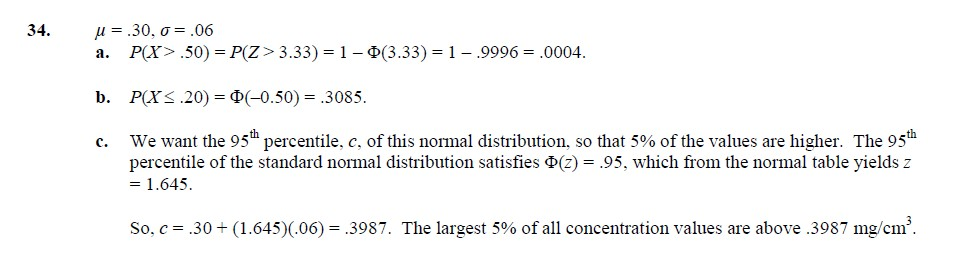 34. μ = .30, σ = .06
a. P(X > .50) = P(Z > 3.33) = 1 – Φ(3.33) = 1 – .9996 = .0004.
b. P(X ≤ .20) = Φ(–0.50) = .3085.
c. We want the 95th percentile, c, of this normal distribution, so that 5% of the values are higher. The 95th
percentile of the standard normal distribution satisfies Φ(z) = .95, which from the normal table yields z
= 1.645.
So, c = .30 + (1.645)(.06) = .3987. The largest 5% of all concentration values are above .3987 mg/cm³.